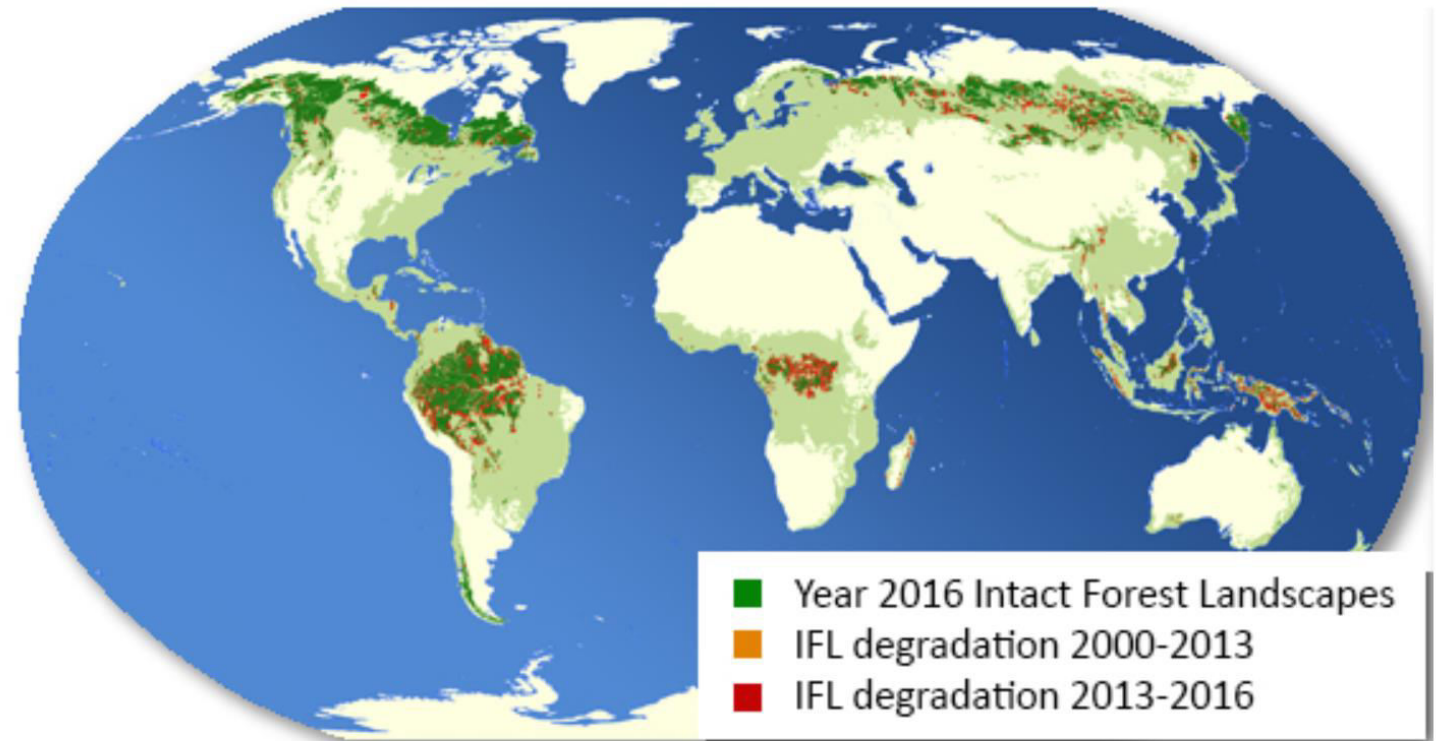 Year 2016 Intact Forest Landscapes
IFL degradation 2000-2013
IFL degradation 2013-2016